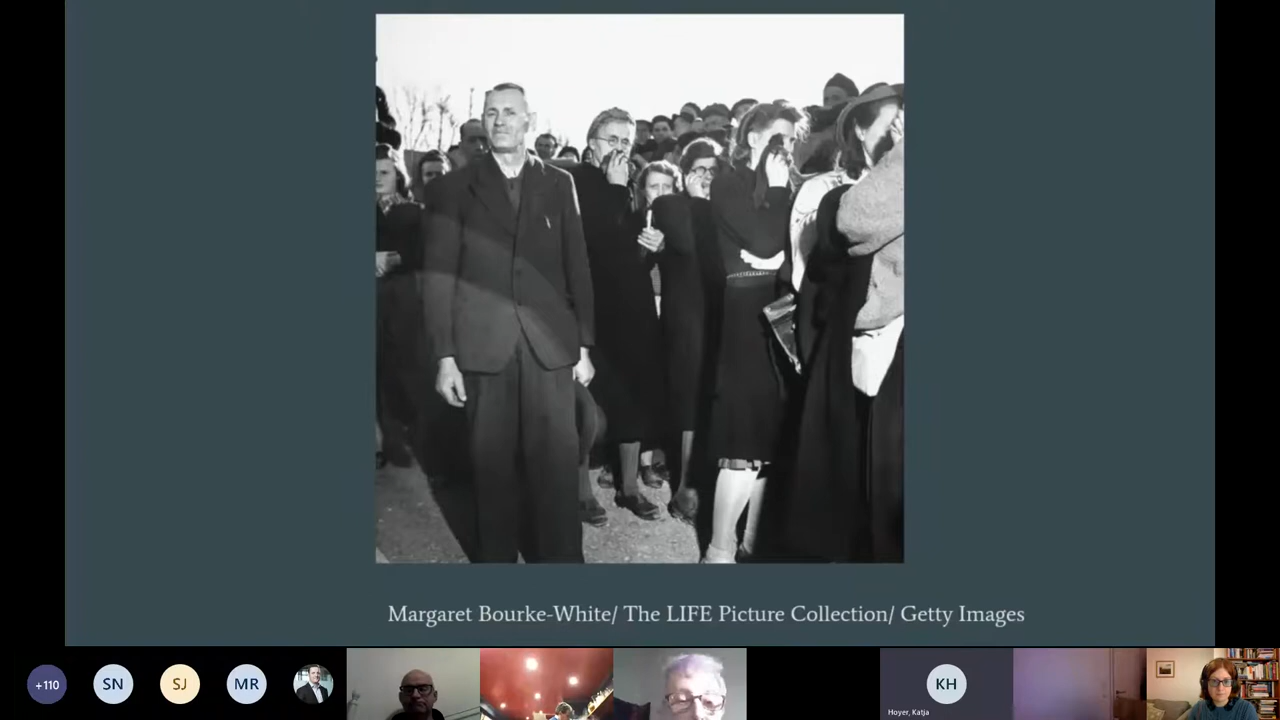 Margaret Bourke-White/ The LIFE Picture Collection/ Getty Images
+110
SN
SJ
MR
KH
Hoyer, Katja